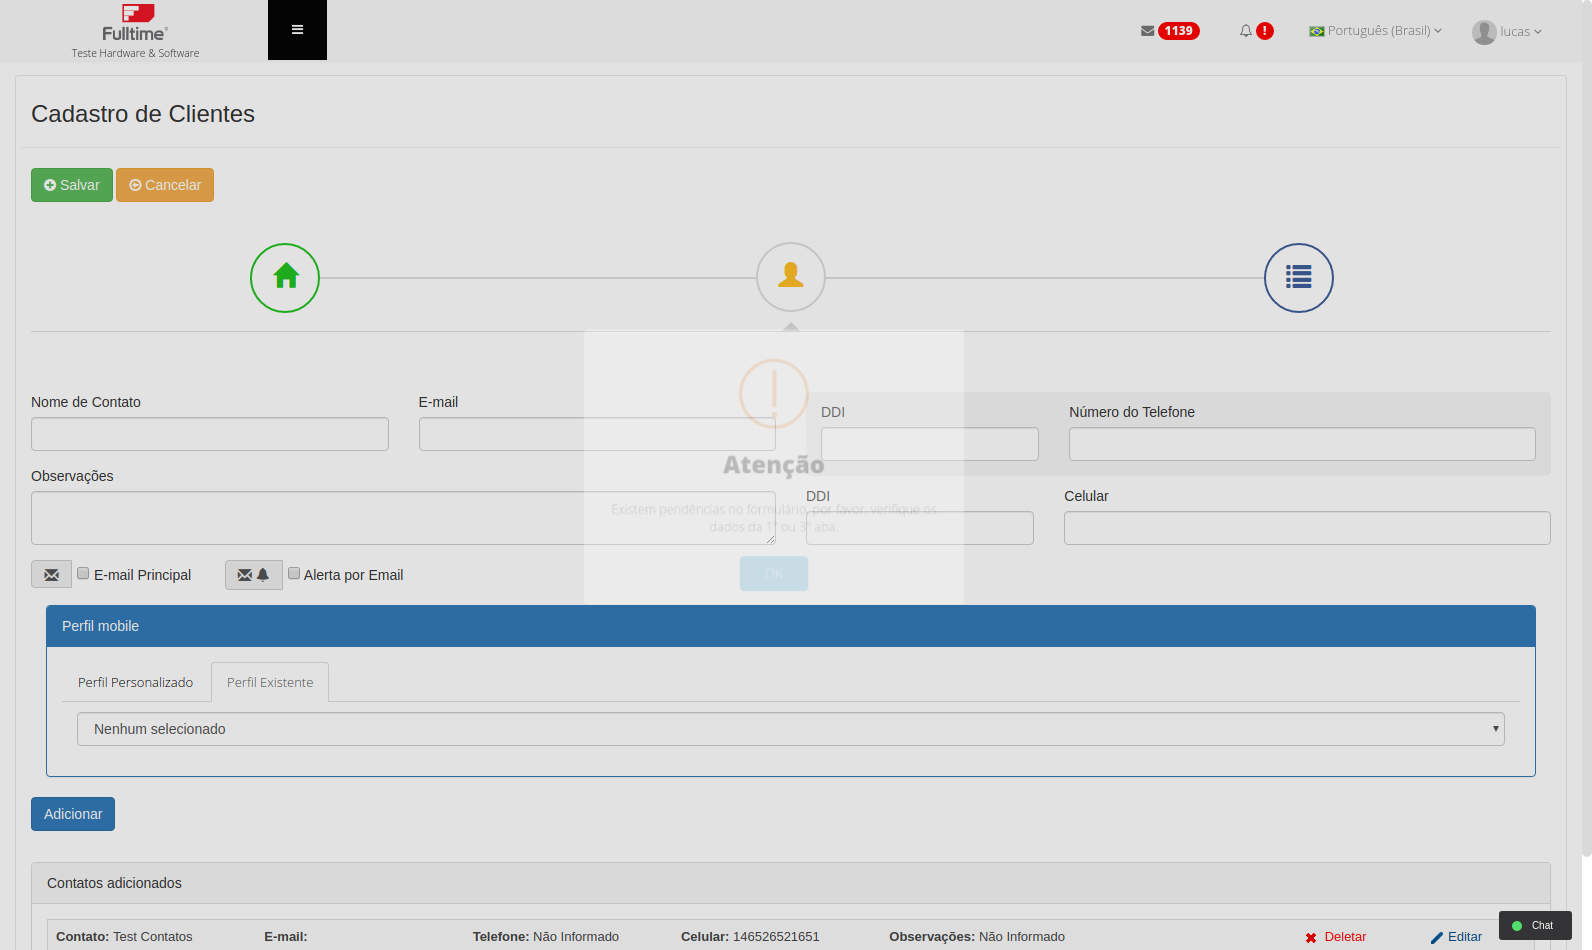 Fulltime
Teste Hardware & Software
1139
!
Português (Brasil)
lucas
Cadastro de Clientes
Salvar
Cancelar
Nome de Contato
E-mail
DDI
Número do Telefone
Atenção
Observações
DDI
Celular
Existem pendências no formulário, por favor, verifique os
dados da 1ª ou 3ª aba.
E-mail Principal
Alerta por Email
OK
Perfil mobile
Perfil Personalizado
Perfil Existente
Nenhum selecionado
Adicionar
Contatos adicionados
Contato: Test Contatos
E-mail:
Telefone: Não Informado
Celular: 146526521651
Observações: Não Informado
Deletar
Editar
Chat